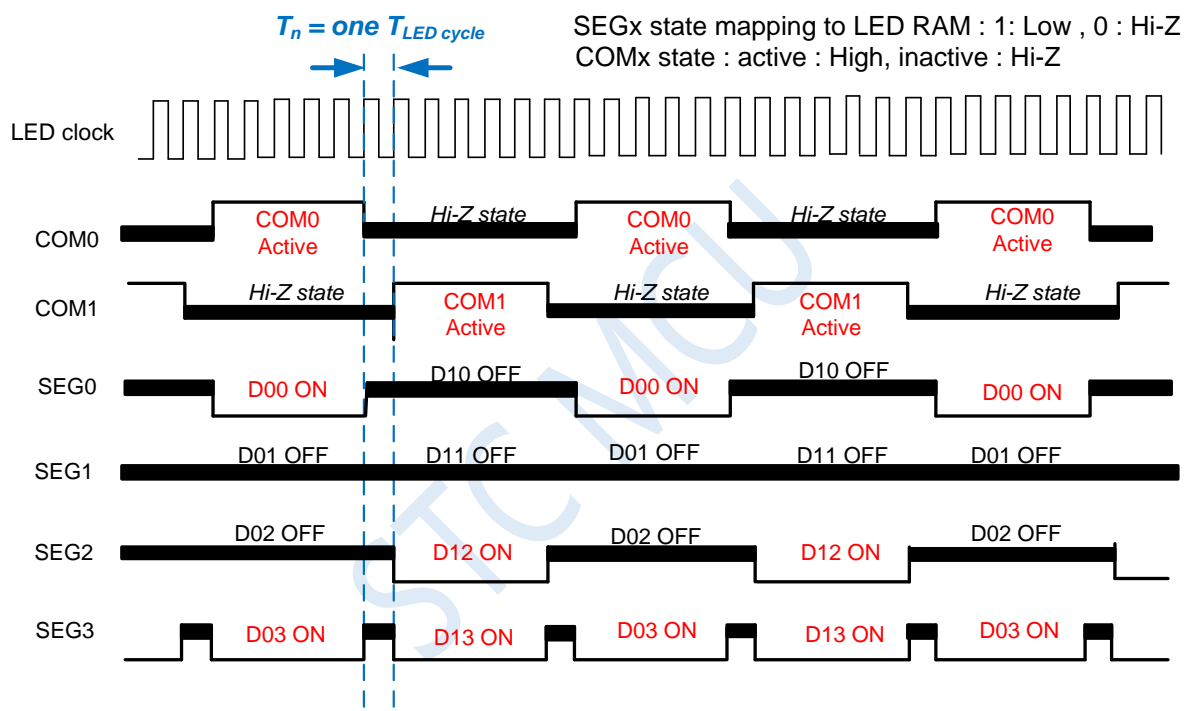 T_n = one T_LED cycle
SEGx state mapping to LED RAM : 1: Low , 0 : Hi-Z
COMx state : active : High, inactive : Hi-Z
LED clock
COM0
COM0 Active
Hi-Z state
COM0 Active
Hi-Z state
COM0 Active
COM1
Hi-Z state
COM1 Active
Hi-Z state
COM1 Active
Hi-Z state
SEG0
D00 ON
D10 OFF
D00 ON
D10 OFF
D00 ON
SEG1
D01 OFF
D11 OFF
D01 OFF
D11 OFF
D01 OFF
SEG2
D02 OFF
D12 ON
D02 OFF
D12 ON
D02 OFF
SEG3
D03 ON
D13 ON
D03 ON
D13 ON
D03 ON
STC MCU